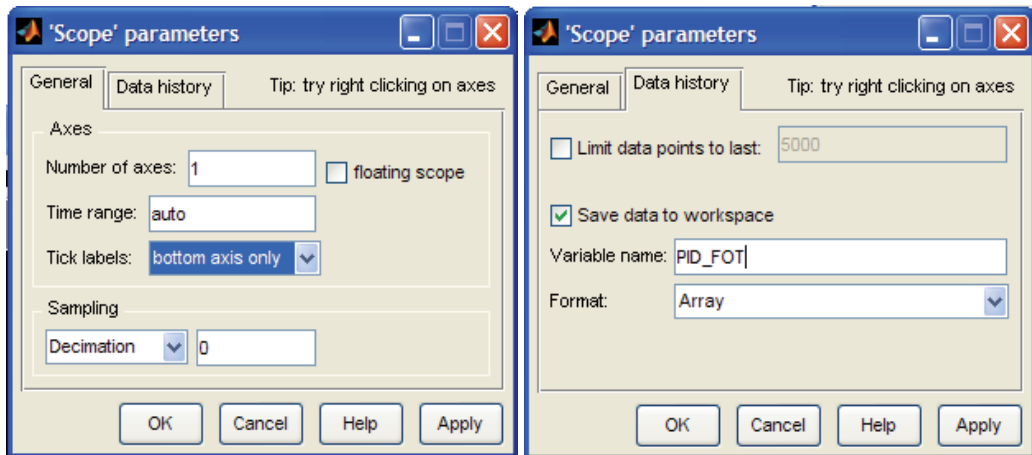 'Scope' parameters
General
Data history
Tip: try right clicking on axes
Axes
Number of axes: 1
floating scope
Time range: auto
Tick labels: bottom axis only
Sampling
Decimation 0
OK Cancel Help Apply
'Scope' parameters
General
Data history
Tip: try right clicking on axes
Limit data points to last: 5000
Save data to workspace
Variable name: PID_FOT
Format: Array
OK Cancel Help Apply